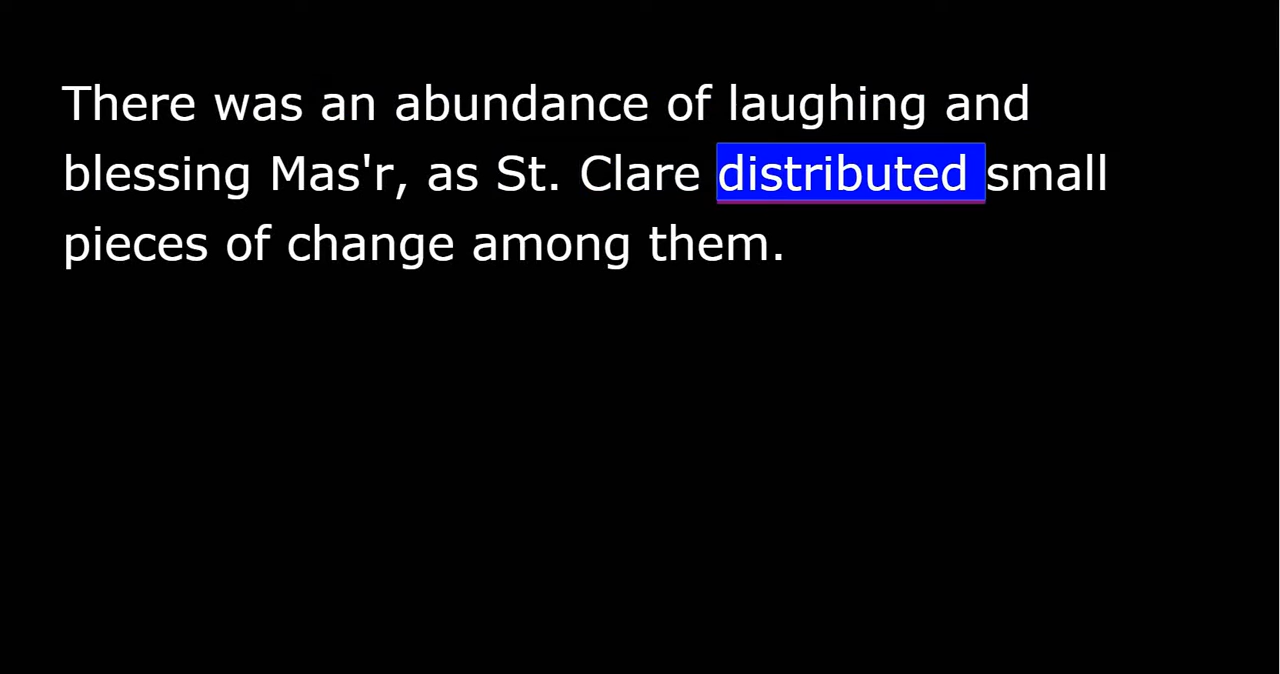 There was an abundance of laughing and
blessing Mas'r, as St. Clare distributed small
pieces of change among them.